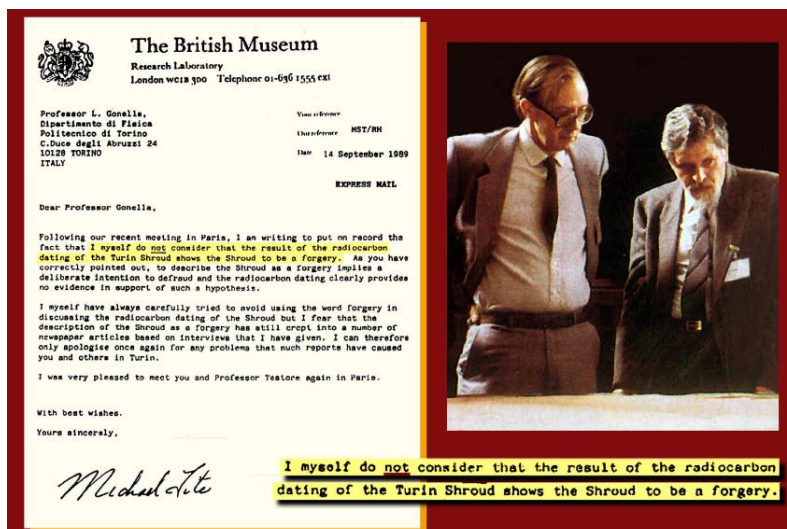 The British Museum
Research Laboratory
London WC1B 3DG Telephone 01-636 1555 ext
Professor L. Gonella,
Dipartimento di Fisica
Politecnico di Torino
C.Duce degli Abruzzi 24
10128 TORINO
ITALY
Your reference
Our reference MST/RH
Date 14 September 1989
EXPRESS MAIL
Dear Professor Gonella,
Following our recent meeting in Paris, I am writing to put on record the
fact that I myself do not consider that the result of the radiocarbon
dating of the Turin Shroud shows the Shroud to be a forgery. As you have
correctly pointed out, to describe the Shroud as a forgery implies a
deliberate intention to defraud and the radiocarbon dating clearly provides
no evidence in support of such a hypothesis.
I myself have always carefully tried to avoid using the word forgery in
discussing the radiocarbon dating of the Shroud but I fear that the
description of the Shroud as a forgery has still crept into a number of
newspaper articles based on interviews that I have given. I can therefore
only apologise once again for any problems that much reports have caused
you and others in Turin.
I was very pleased to meet you and Professor Testore again in Paris.
With best wishes.
Yours sincerely,
Michael Tite
I myself do not consider that the result of the radiocarbon
dating of the Turin Shroud shows the Shroud to be a forgery.